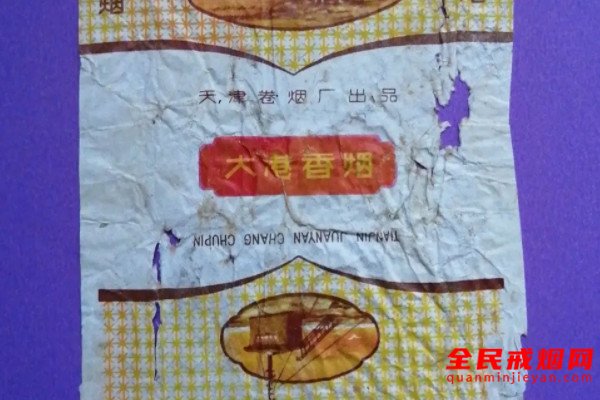 烟
天津卷烟厂出品
大港香烟
TIANJIN JUANYAN CHANG CHUPIN
全民戒烟网
quanminjieyan.com